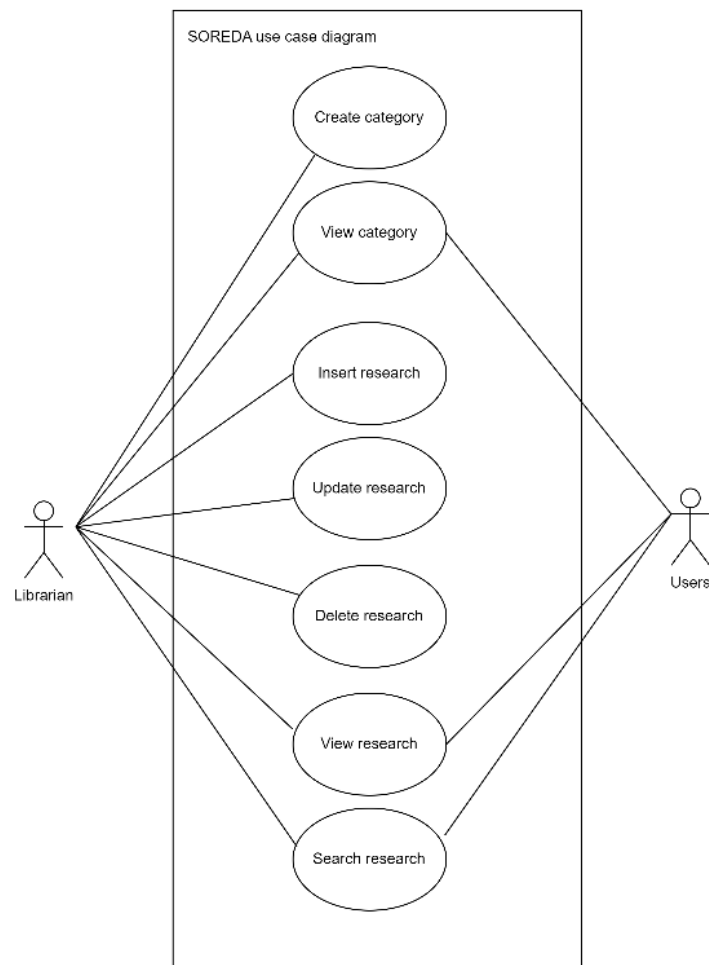 SOREDA use case diagram
Create category
View category
Insert research
Update research
Librarian
Users
Delete research
View research
Search research